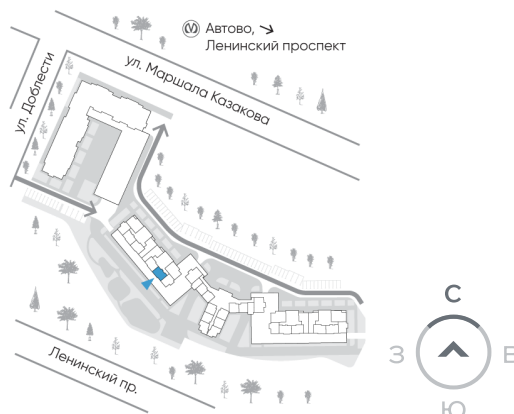 Автово, ↘
Ленинский проспект
ул. Маршала Казакова
ул. Доблести
Ленинский пр.
С
З
В
Ю